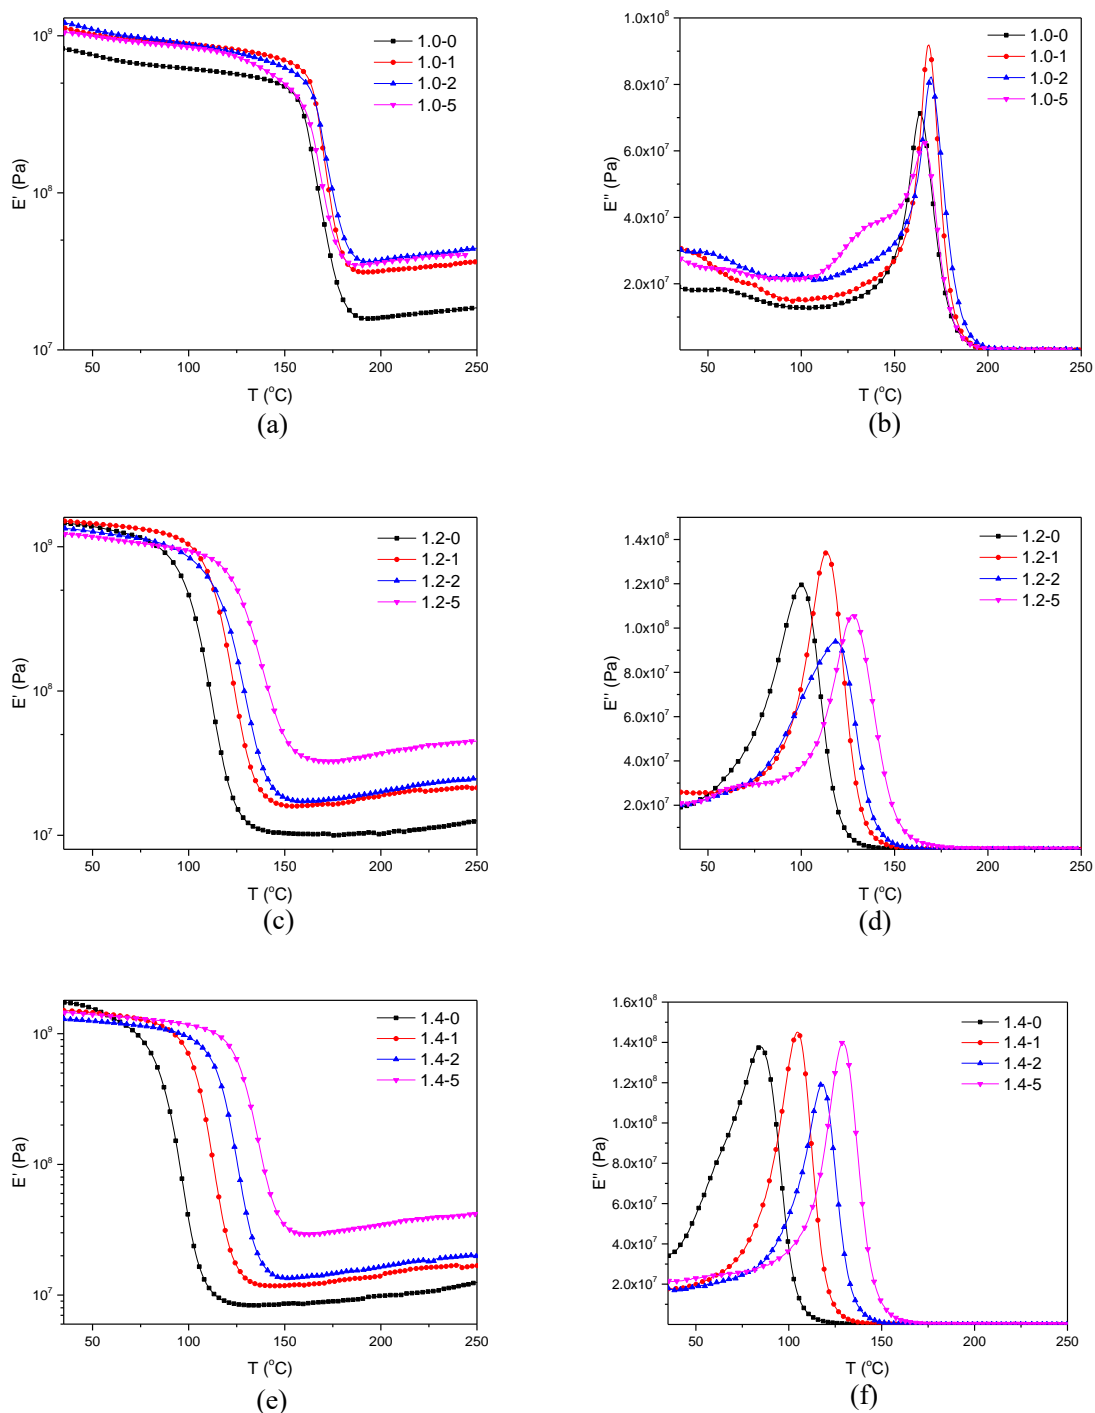 10⁹
10⁸
10⁷
E' (Pa)
1.0-0
1.0-1
1.0-2
1.0-5
50 100 150 200 250
T (°C)
(a)
1.0x10⁸
8.0x10⁷
6.0x10⁷
4.0x10⁷
2.0x10⁷
E'' (Pa)
1.0-0
1.0-1
1.0-2
1.0-5
50 100 150 200 250
T (°C)
(b)
10⁹
10⁸
10⁷
E' (Pa)
1.2-0
1.2-1
1.2-2
1.2-5
50 100 150 200 250
T (°C)
(c)
1.4x10⁸
1.2x10⁸
1.0x10⁸
8.0x10⁷
6.0x10⁷
4.0x10⁷
2.0x10⁷
E'' (Pa)
1.2-0
1.2-1
1.2-2
1.2-5
50 100 150 200 250
T (°C)
(d)
10⁹
10⁸
10⁷
E' (Pa)
1.4-0
1.4-1
1.4-2
1.4-5
50 100 150 200 250
T (°C)
(e)
1.6x10⁸
1.4x10⁸
1.2x10⁸
1.0x10⁸
8.0x10⁷
6.0x10⁷
4.0x10⁷
2.0x10⁷
E'' (Pa)
1.4-0
1.4-1
1.4-2
1.4-5
50 100 150 200 250
T (°C)
(f)